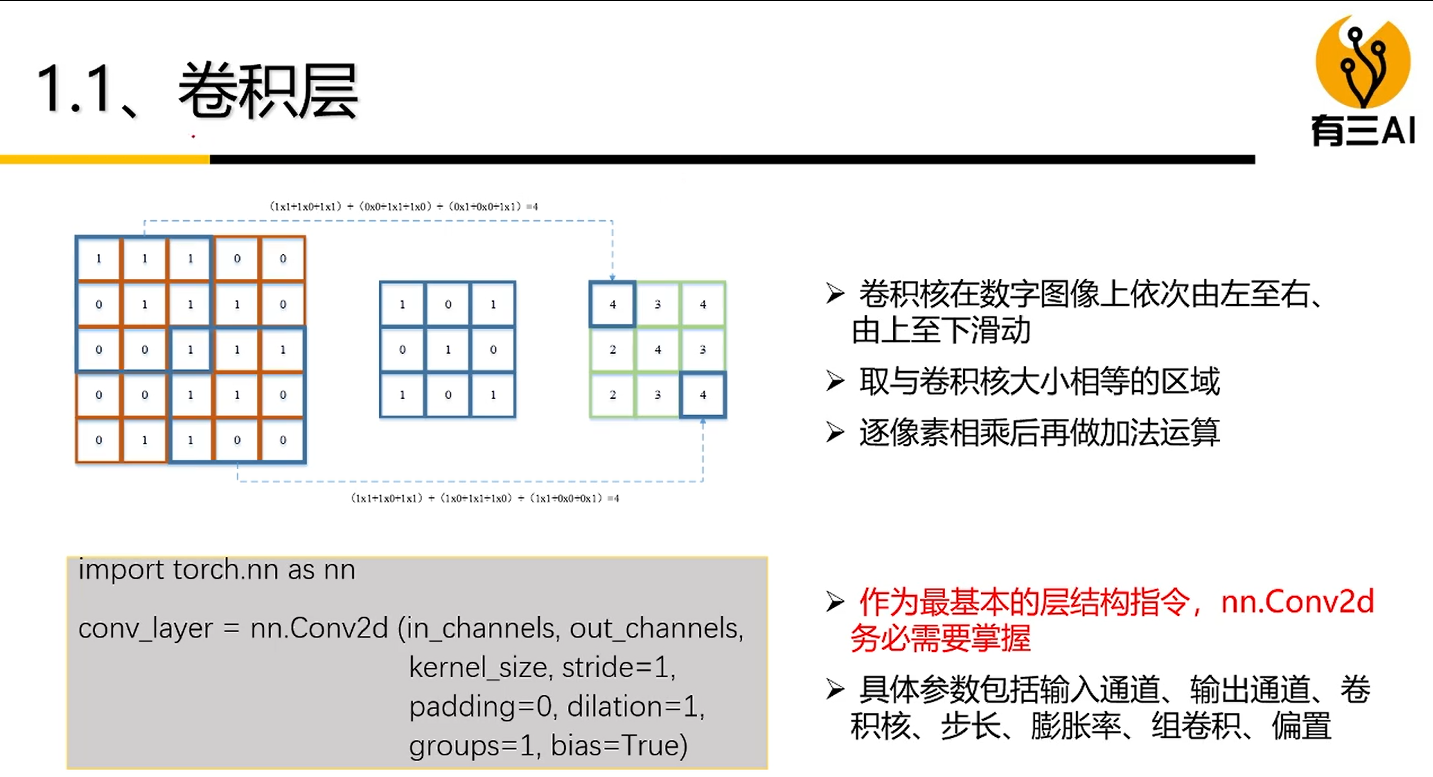 1.1、卷积层
有三AI
(1x1+1x0+1x1) + (0x0+1x1+1x0) + (0x1+0x0+1x1) =4
1 1 1 0 0
0 1 1 1 0
0 0 1 1 1
0 0 1 1 0
0 1 1 0 0
1 0 1
0 1 0
1 0 1
4 3 4
2 4 3
2 3 4
(1x1+1x0+1x1) + (1x0+1x1+1x0) + (1x1+0x0+0x1) =4
➢ 卷积核在数字图像上依次由左至右、
由上至下滑动
➢ 取与卷积核大小相等的区域
➢ 逐像素相乘后再做加法运算
import torch.nn as nn
conv_layer = nn.Conv2d (in_channels, out_channels,
kernel_size, stride=1,
padding=0, dilation=1,
groups=1, bias=True)
➢ 作为最基本的层结构指令，nn.Conv2d
务必需要掌握
➢ 具体参数包括输入通道、输出通道、卷
积核、步长、膨胀率、组卷积、偏置